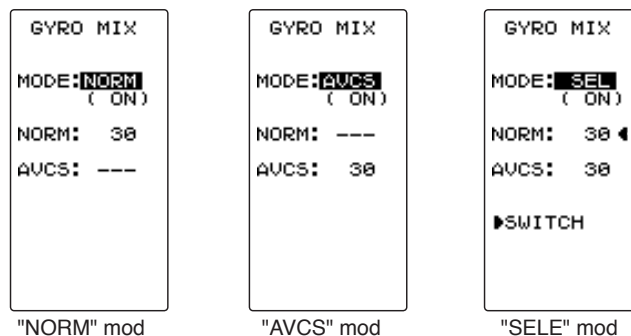 GYRO MIX
MODE:NORM
( ON)
NORM: 30
AVCS: ---
"NORM" mod
GYRO MIX
MODE:AVCS
( ON)
NORM: ---
AVCS: 30
"AVCS" mod
GYRO MIX
MODE: SEL
( ON)
NORM: 30◀
AVCS: 30
▶SWITCH
"SELE" mod